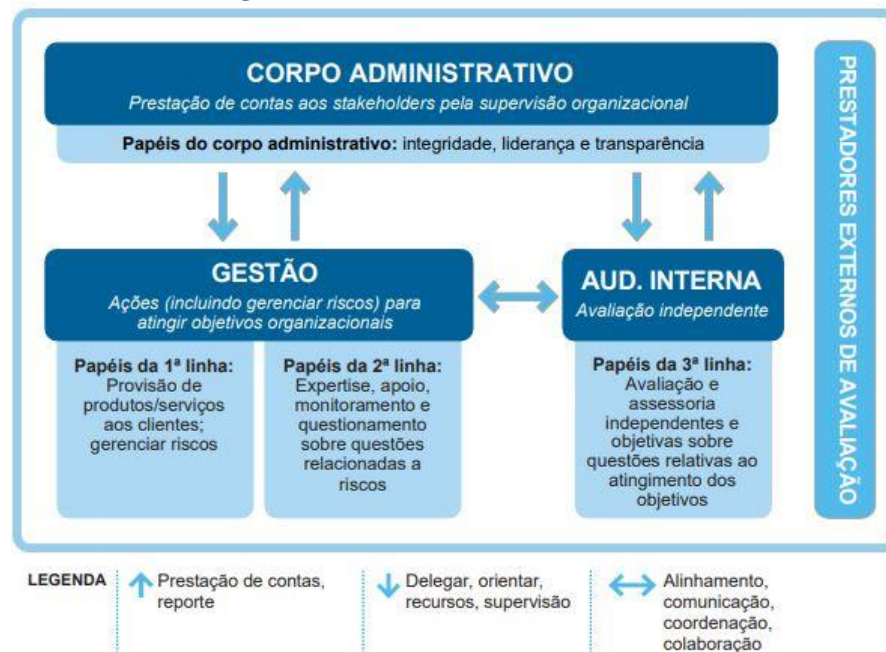 CORPO ADMINISTRATIVO
Prestação de contas aos stakeholders pela supervisão organizacional
Papéis do corpo administrativo: integridade, liderança e transparência
GESTÃO
Ações (incluindo gerenciar riscos) para
atingir objetivos organizacionais
Papéis da 1ª linha:
Provisão de
produtos/serviços
aos clientes;
gerenciar riscos
Papéis da 2ª linha:
Expertise, apoio,
monitoramento e
questionamento
sobre questões
relacionadas a
riscos
AUD. INTERNA
Avaliação independente
Papéis da 3ª linha:
Avaliação e
assessoria
independentes e
objetivas sobre
questões relativas ao
atingimento dos
objetivos
PRESTADORES EXTERNOS DE AVALIAÇÃO
LEGENDA
Prestação de contas,
reporte
Delegar, orientar,
recursos, supervisão
Alinhamento,
comunicação,
coordenação,
colaboração